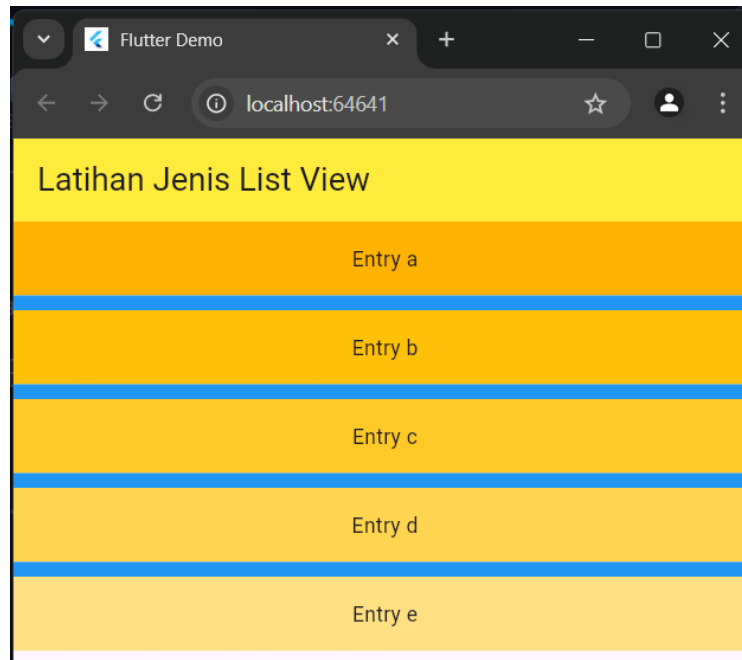 Flutter Demo
localhost:64641
Latihan Jenis List View
Entry a
Entry b
Entry c
Entry d
Entry e